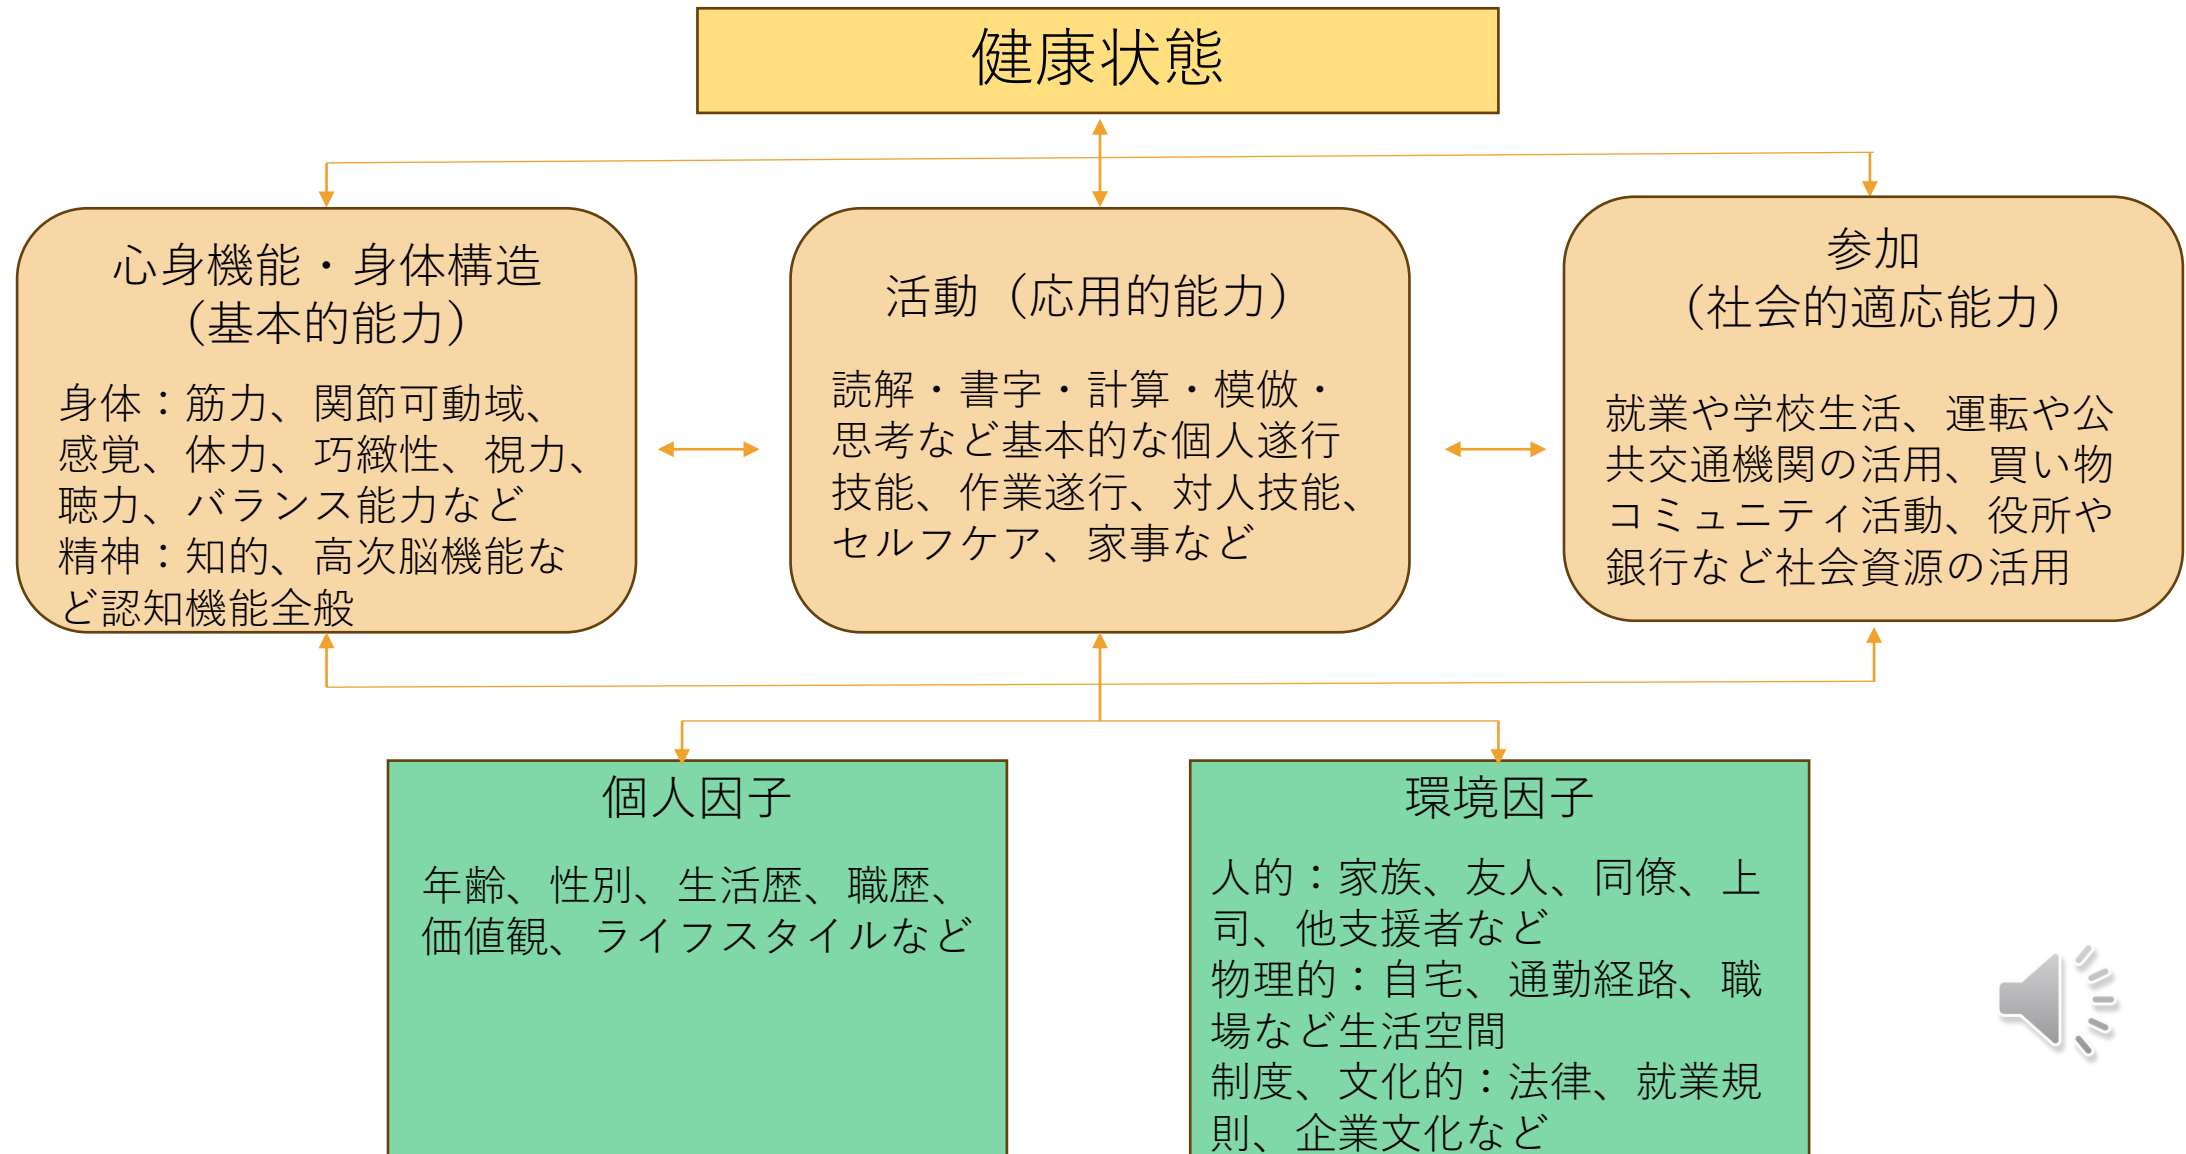 健康状態
心身機能・身体構造
（基本的能力）
身体：筋力、関節可動域、
感覚、体力、巧緻性、視力、
聴力、バランス能力など
精神：知的、高次脳機能な
ど認知機能全般
活動（応用的能力）
読解・書字・計算・模倣・
思考など基本的な個人遂行
技能、作業遂行、対人技能、
セルフケア、家事など
参加
（社会的適応能力）
就業や学校生活、運転や公
共交通機関の活用、買い物
コミュニティ活動、役所や
銀行など社会資源の活用
個人因子
年齢、性別、生活歴、職歴、
価値観、ライフスタイルなど
環境因子
人的：家族、友人、同僚、上
司、他支援者など
物理的：自宅、通勤経路、職
場など生活空間
制度、文化的：法律、就業規
則、企業文化など